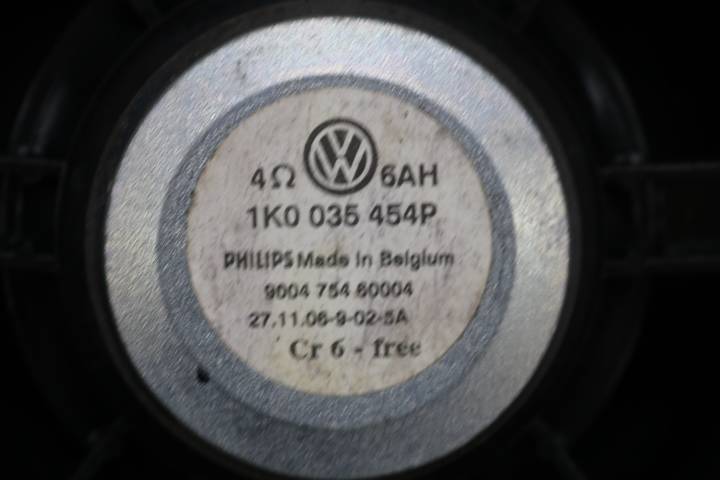 4Ω VW 6AH
1K0 035 454P
PHILIPS Made in Belgium
9004 754 60004
27.11.06-9-02-5A
Cr 6 - free